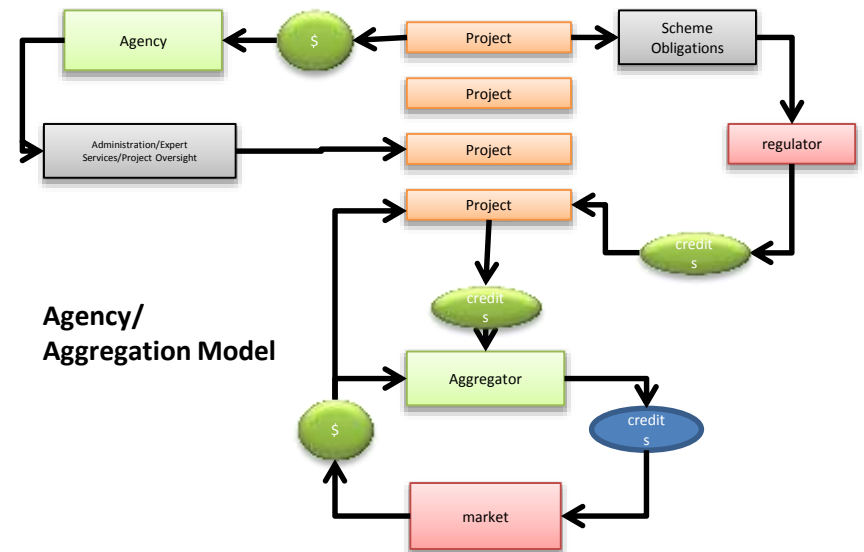 Agency
$
Project
Scheme
Obligations
Project
Administration/Expert
Services/Project Oversight
Project
regulator
Project
credit
s
credit
s
Agency/
Aggregation Model
Aggregator
$
credit
s
market